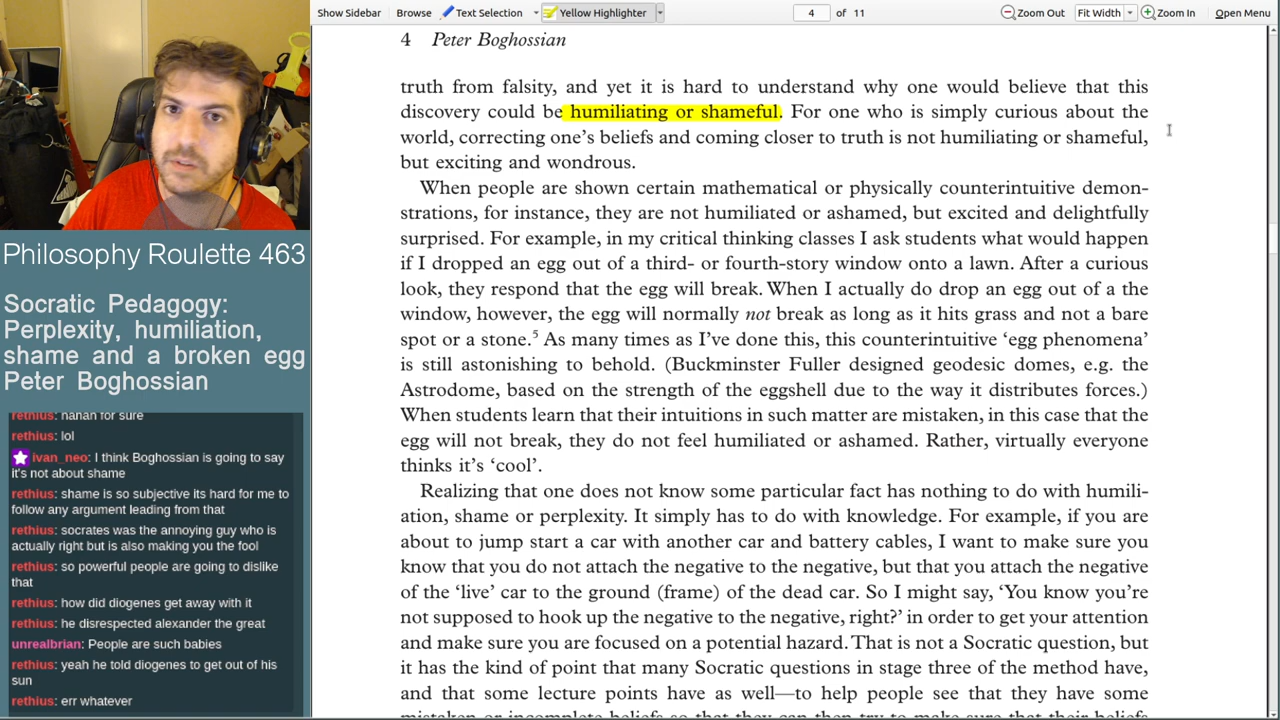 Show Sidebar Browse Text Selection Yellow Highlighter 4 of 11 Zoom Out Fit Width Zoom In Open Menu
4 Peter Boghossian
truth from falsity, and yet it is hard to understand why one would believe that this
discovery could be humiliating or shameful. For one who is simply curious about the
world, correcting one's beliefs and coming closer to truth is not humiliating or shameful,
but exciting and wondrous.
When people are shown certain mathematical or physically counterintuitive demon-
strations, for instance, they are not humiliated or ashamed, but excited and delightfully
surprised. For example, in my critical thinking classes I ask students what would happen
if I dropped an egg out of a third- or fourth-story window onto a lawn. After a curious
look, they respond that the egg will break. When I actually do drop an egg out of a the
window, however, the egg will normally not break as long as it hits grass and not a bare
spot or a stone.5 As many times as I've done this, this counterintuitive 'egg phenomena'
is still astonishing to behold. (Buckminster Fuller designed geodesic domes, e.g. the
Astrodome, based on the strength of the eggshell due to the way it distributes forces.)
When students learn that their intuitions in such matter are mistaken, in this case that the
egg will not break, they do not feel humiliated or ashamed. Rather, virtually everyone
thinks it's 'cool'.
Realizing that one does not know some particular fact has nothing to do with humili-
ation, shame or perplexity. It simply has to do with knowledge. For example, if you are
about to jump start a car with another car and battery cables, I want to make sure you
know that you do not attach the negative to the negative, but that you attach the negative
of the 'live' car to the ground (frame) of the dead car. So I might say, 'You know you're
not supposed to hook up the negative to the negative, right?' in order to get your attention
and make sure you are focused on a potential hazard. That is not a Socratic question, but
it has the kind of point that many Socratic questions in stage three of the method have,
and that some lecture points have as well—to help people see that they have some
mistaken or incomplete beliefs so that they can then try to make sure that their beliefs
Philosophy Roulette 463
Socratic Pedagogy:
Perplexity, humiliation,
shame and a broken egg
Peter Boghossian
rethius: hahah for sure
rethius: lol
ivan_neo: I think Boghossian is going to say
it's not about shame
rethius: shame is so subjective its hard for me to
follow any argument leading from that
rethius: socrates was the annoying guy who is
actually right but is also making you the fool
rethius: so powerful people are going to dislike
that
rethius: how did diogenes get away with it
rethius: he disrespected alexander the great
unrealbrian: People are such babies
rethius: yeah he told diogenes to get out of his
sun
rethius: err whatever